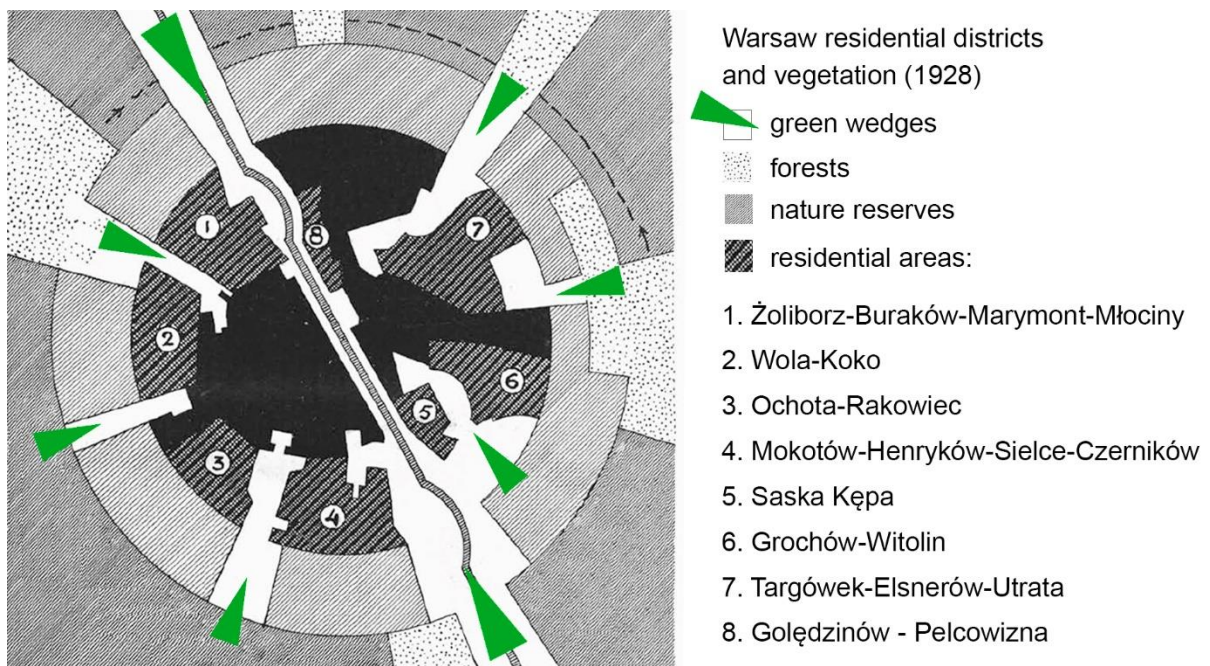 Warsaw residential districts
and vegetation (1928)
green wedges
forests
nature reserves
residential areas:
1. Żoliborz-Buraków-Marymont-Młociny
2. Wola-Koko
3. Ochota-Rakowiec
4. Mokotów-Henryków-Sielce-Czerników
5. Saska Kępa
6. Grochów-Witolin
7. Targówek-Elsnerów-Utrata
8. Golędzinów - Pelcowizna
1
8
7
2
6
5
3
4